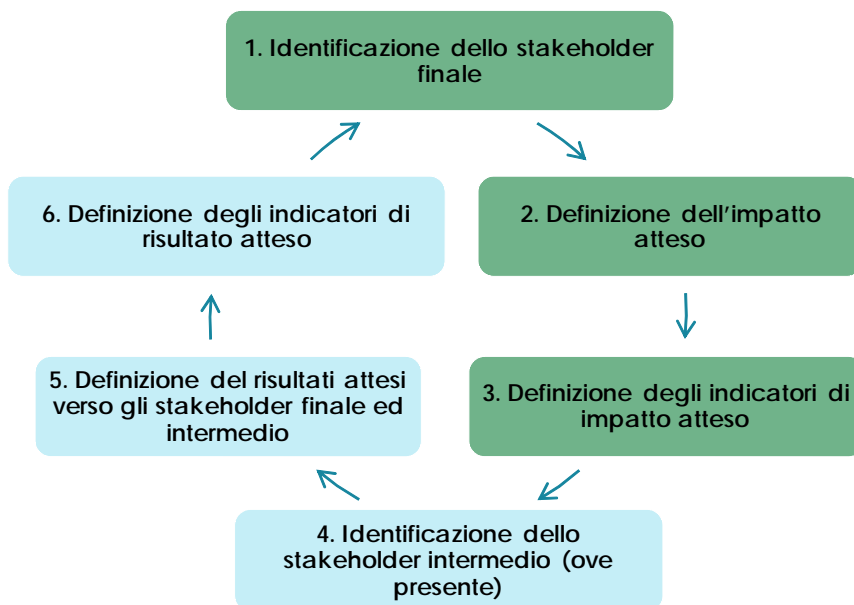 1. Identificazione dello stakeholder
finale
2. Definizione dell'impatto
atteso
3. Definizione degli indicatori di
impatto atteso
4. Identificazione dello
stakeholder intermedio (ove
presente)
5. Definizione del risultati attesi
verso gli stakeholder finale ed
intermedio
6. Definizione degli indicatori di
risultato atteso